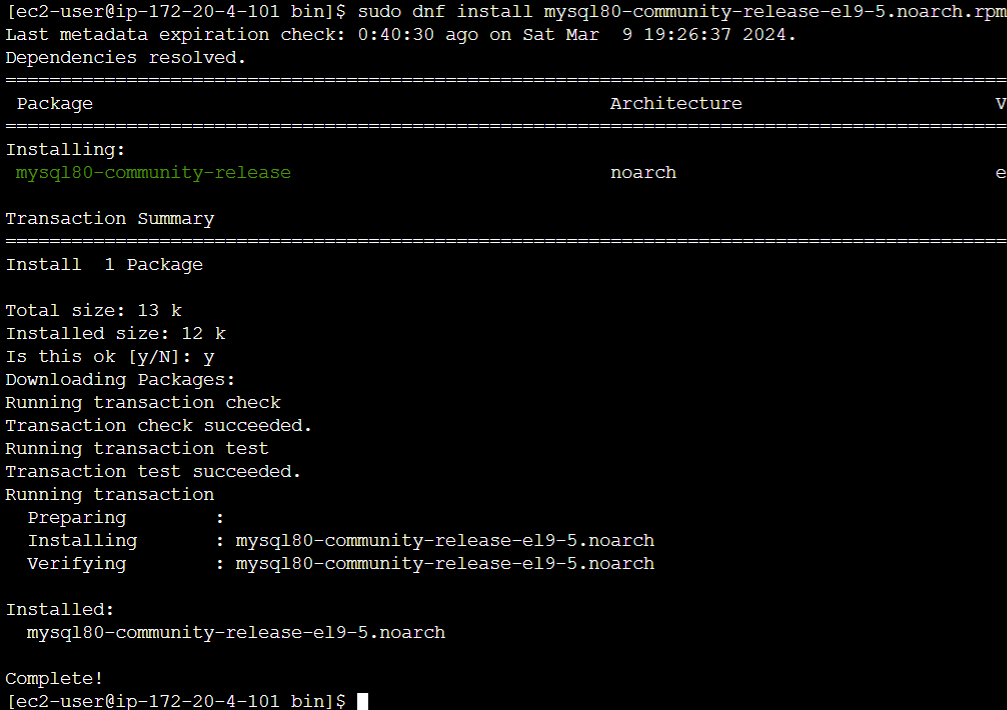 [ec2-user@ip-172-20-4-101 bin]$ sudo dnf install mysql80-community-release-el9-5.noarch.rpm
Last metadata expiration check: 0:40:30 ago on Sat Mar  9 19:26:37 2024.
Dependencies resolved.
================================================================================
Package Architecture V
================================================================================
Installing:
mysql80-community-release noarch e
Transaction Summary
================================================================================
Install  1 Package
Total size: 13 k
Installed size: 12 k
Is this ok [y/N]: y
Downloading Packages:
Running transaction check
Transaction check succeeded.
Running transaction test
Transaction test succeeded.
Running transaction
Preparing        :
Installing       : mysql80-community-release-el9-5.noarch
Verifying        : mysql80-community-release-el9-5.noarch
Installed:
mysql80-community-release-el9-5.noarch
Complete!
[ec2-user@ip-172-20-4-101 bin]$